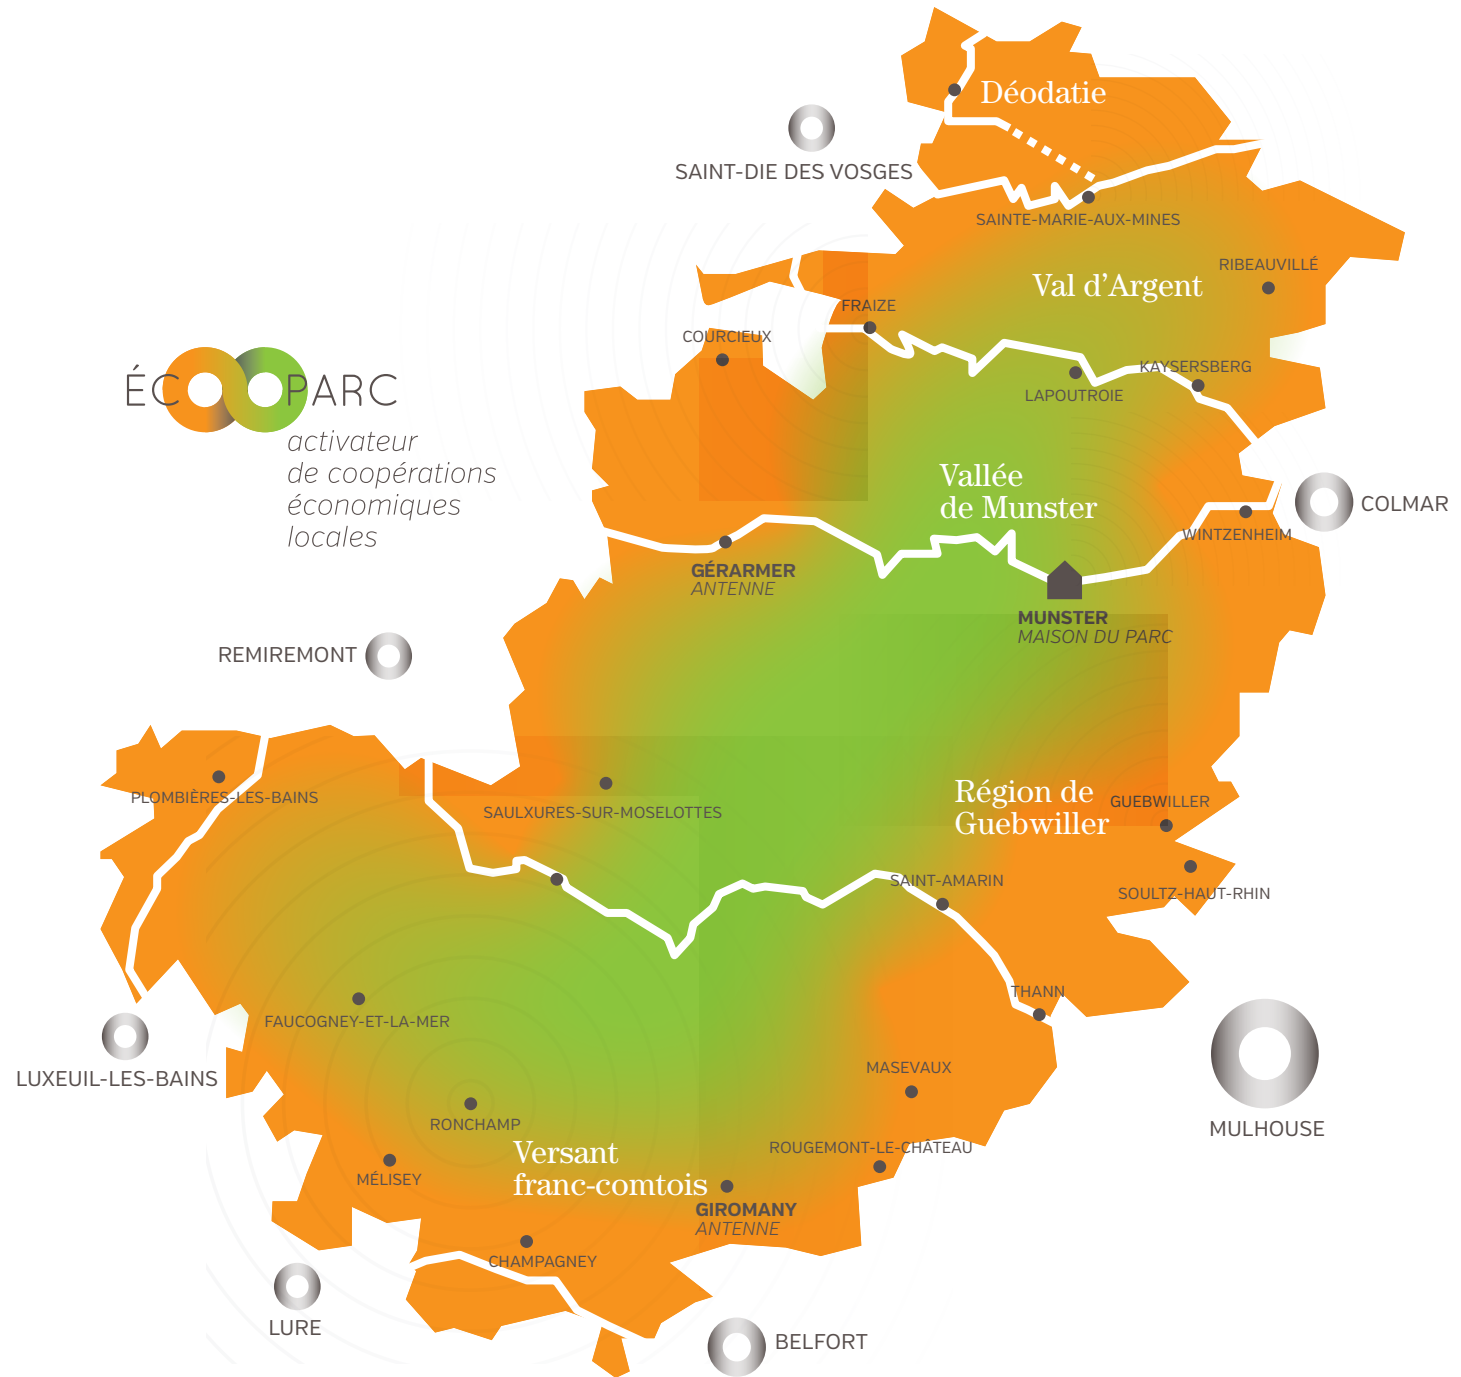 Déodatie
SAINT-DIE DES VOSGES
SAINTE-MARIE-AUX-MINES
RIBEAUVILLÉ
Val d’Argent
FRAIZE
COURCIEUX
KAYSERSBERG
LAPOUTROIE
ÉCOOPARC
activateur
de coopérations
économiques
locales
Vallée
de Munster
COLMAR
WINTZENHEIM
GÉRARMER
ANTENNE
MUNSTER
MAISON DU PARC
REMIREMONT
PLOMBIÈRES-LES-BAINS
SAULXURES-SUR-MOSELOTTES
Région de
Guebwiller
GUEBWILLER
SAINT-AMARIN
SOULTZ-HAUT-RHIN
THANN
FAUCOGNEY-ET-LA-MER
LUXEUIL-LES-BAINS
MASEVAUX
RONCHAMP
MULHOUSE
ROUGEMONT-LE-CHÂTEAU
Versant
franc-comtois
MÉLISEY
GIROMANY
ANTENNE
CHAMPAGNEY
LURE
BELFORT